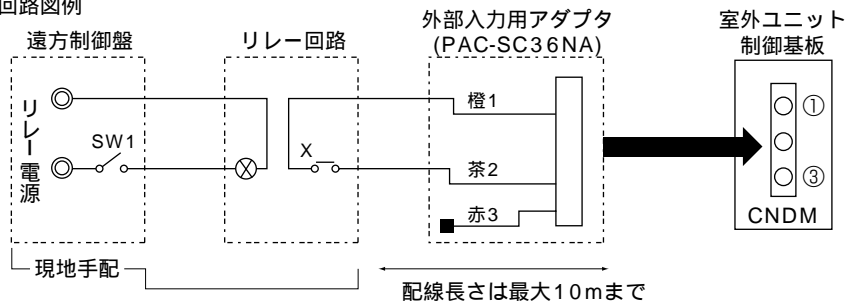 回路図例
遠方制御盤
リレー回路
外部入力用アダプタ
(PAC-SC36NA)
室外ユニット
制御基板
リレー電源
SW1
X
橙1
茶2
赤3
①
③
CNDM
現地手配
配線長さは最大10mまで